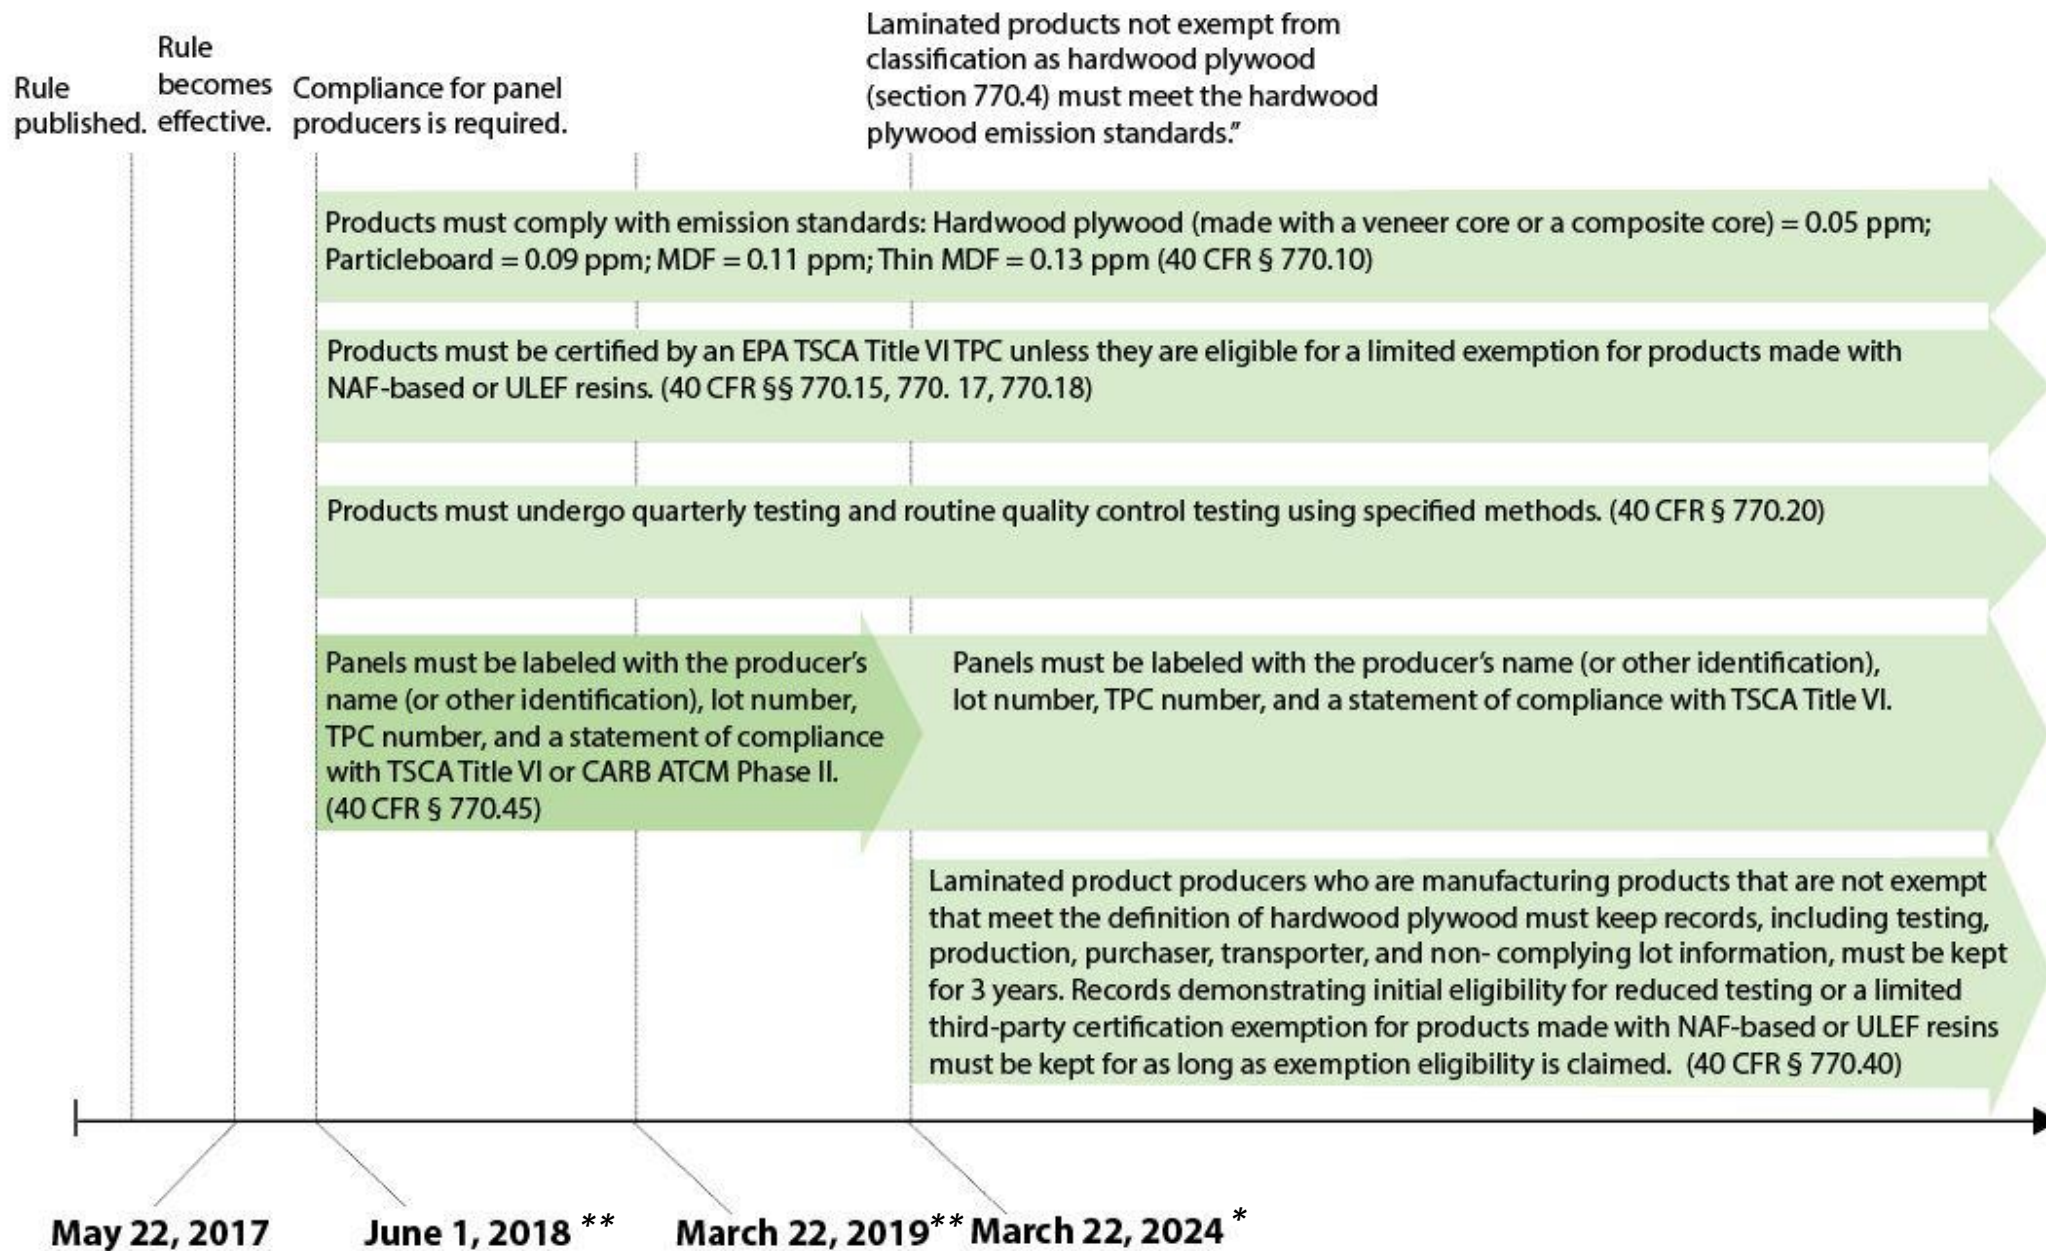 Rule
published.
Rule
becomes
effective.
Compliance for panel
producers is required.
Laminated products not exempt from
classification as hardwood plywood
(section 770.4) must meet the hardwood
plywood emission standards.”
Products must comply with emission standards: Hardwood plywood (made with a veneer core or a composite core) = 0.05 ppm;
Particleboard = 0.09 ppm; MDF = 0.11 ppm; Thin MDF = 0.13 ppm (40 CFR § 770.10)
Products must be certified by an EPA TSCA Title VI TPC unless they are eligible for a limited exemption for products made with
NAF-based or ULEF resins. (40 CFR §§ 770.15, 770. 17, 770.18)
Products must undergo quarterly testing and routine quality control testing using specified methods. (40 CFR § 770.20)
Panels must be labeled with the producer’s
name (or other identification), lot number,
TPC number, and a statement of compliance
with TSCA Title VI or CARB ATCM Phase II.
(40 CFR § 770.45)
Panels must be labeled with the producer’s name (or other identification),
lot number, TPC number, and a statement of compliance with TSCA Title VI.
Laminated product producers who are manufacturing products that are not exempt
that meet the definition of hardwood plywood must keep records, including testing,
production, purchaser, transporter, and non- complying lot information, must be kept
for 3 years. Records demonstrating initial eligibility for reduced testing or a limited
third-party certification exemption for products made with NAF-based or ULEF resins
must be kept for as long as exemption eligibility is claimed. (40 CFR § 770.40)
May 22, 2017
June 1, 2018 **
March 22, 2019**
March 22, 2024 *